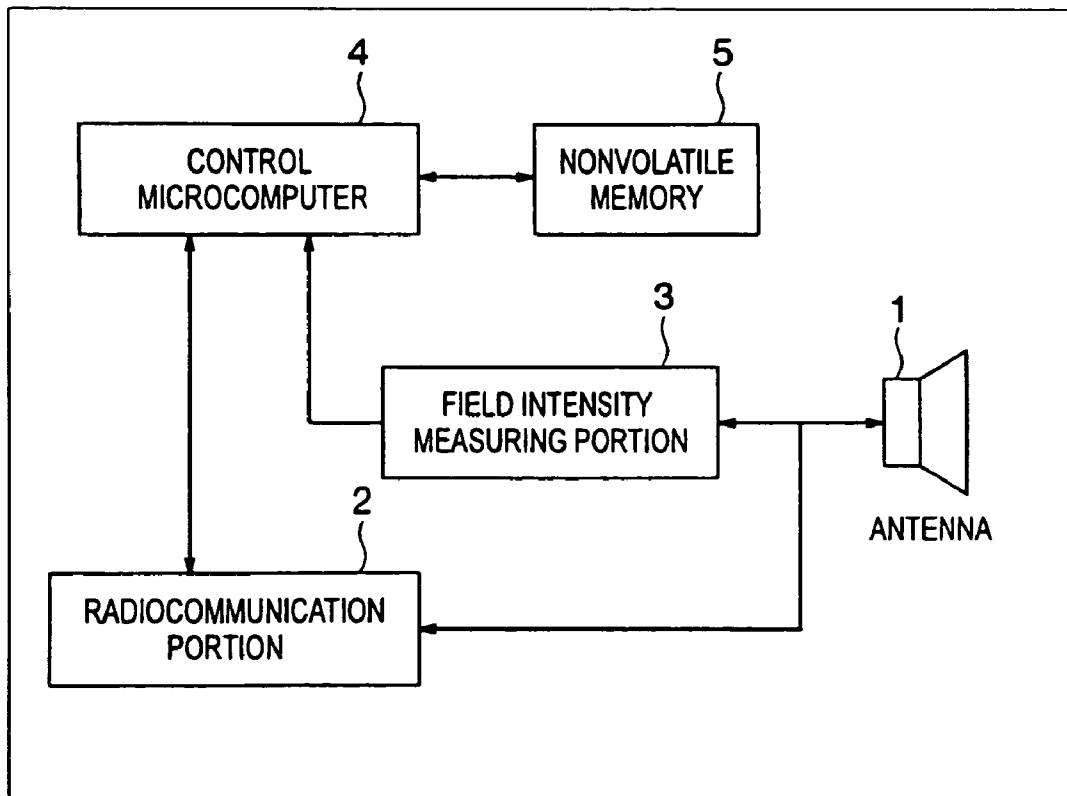 4
5
CONTROL
MICROCOMPUTER
NONVOLATILE
MEMORY
3
1
FIELD INTENSITY
MEASURING PORTION
2
ANTENNA
RADIOCOMMUNICATION
PORTION